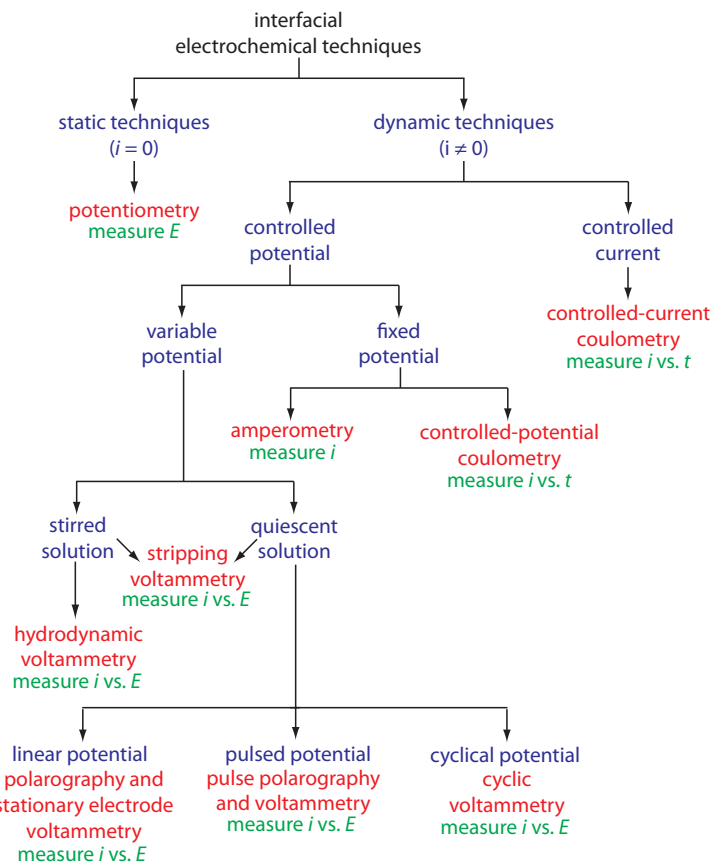 interfacial
electrochemical techniques
static techniques
(i = 0)
dynamic techniques
(i ≠ 0)
potentiometry
measure E
controlled
potential
controlled
current
controlled-current
coulometry
measure i vs. t
variable
potential
fixed
potential
amperometry
measure i
controlled-potential
coulometry
measure i vs. t
stirred
solution
quiescent
solution
stripping
voltammetry
measure i vs. E
hydrodynamic
voltammetry
measure i vs. E
linear potential
polarography and
stationary electrode
voltammetry
measure i vs. E
pulsed potential
pulse polarography
and voltammetry
measure i vs. E
cyclical potential
cyclic
voltammetry
measure i vs. E